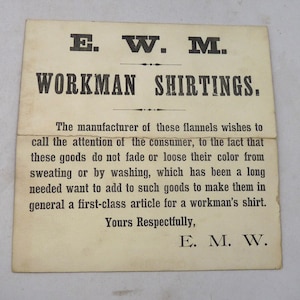 E. W. M.
WORKMAN SHIRTINGS.
The manufacturer of these flannels wishes to
call the attention of the consumer, to the fact that
these goods do not fade or loose their color from
sweating or by washing, which has been a long
needed want to add to such goods to make them in
general a first-class article for a workman's shirt.
Yours Respectfully,
E. M. W.